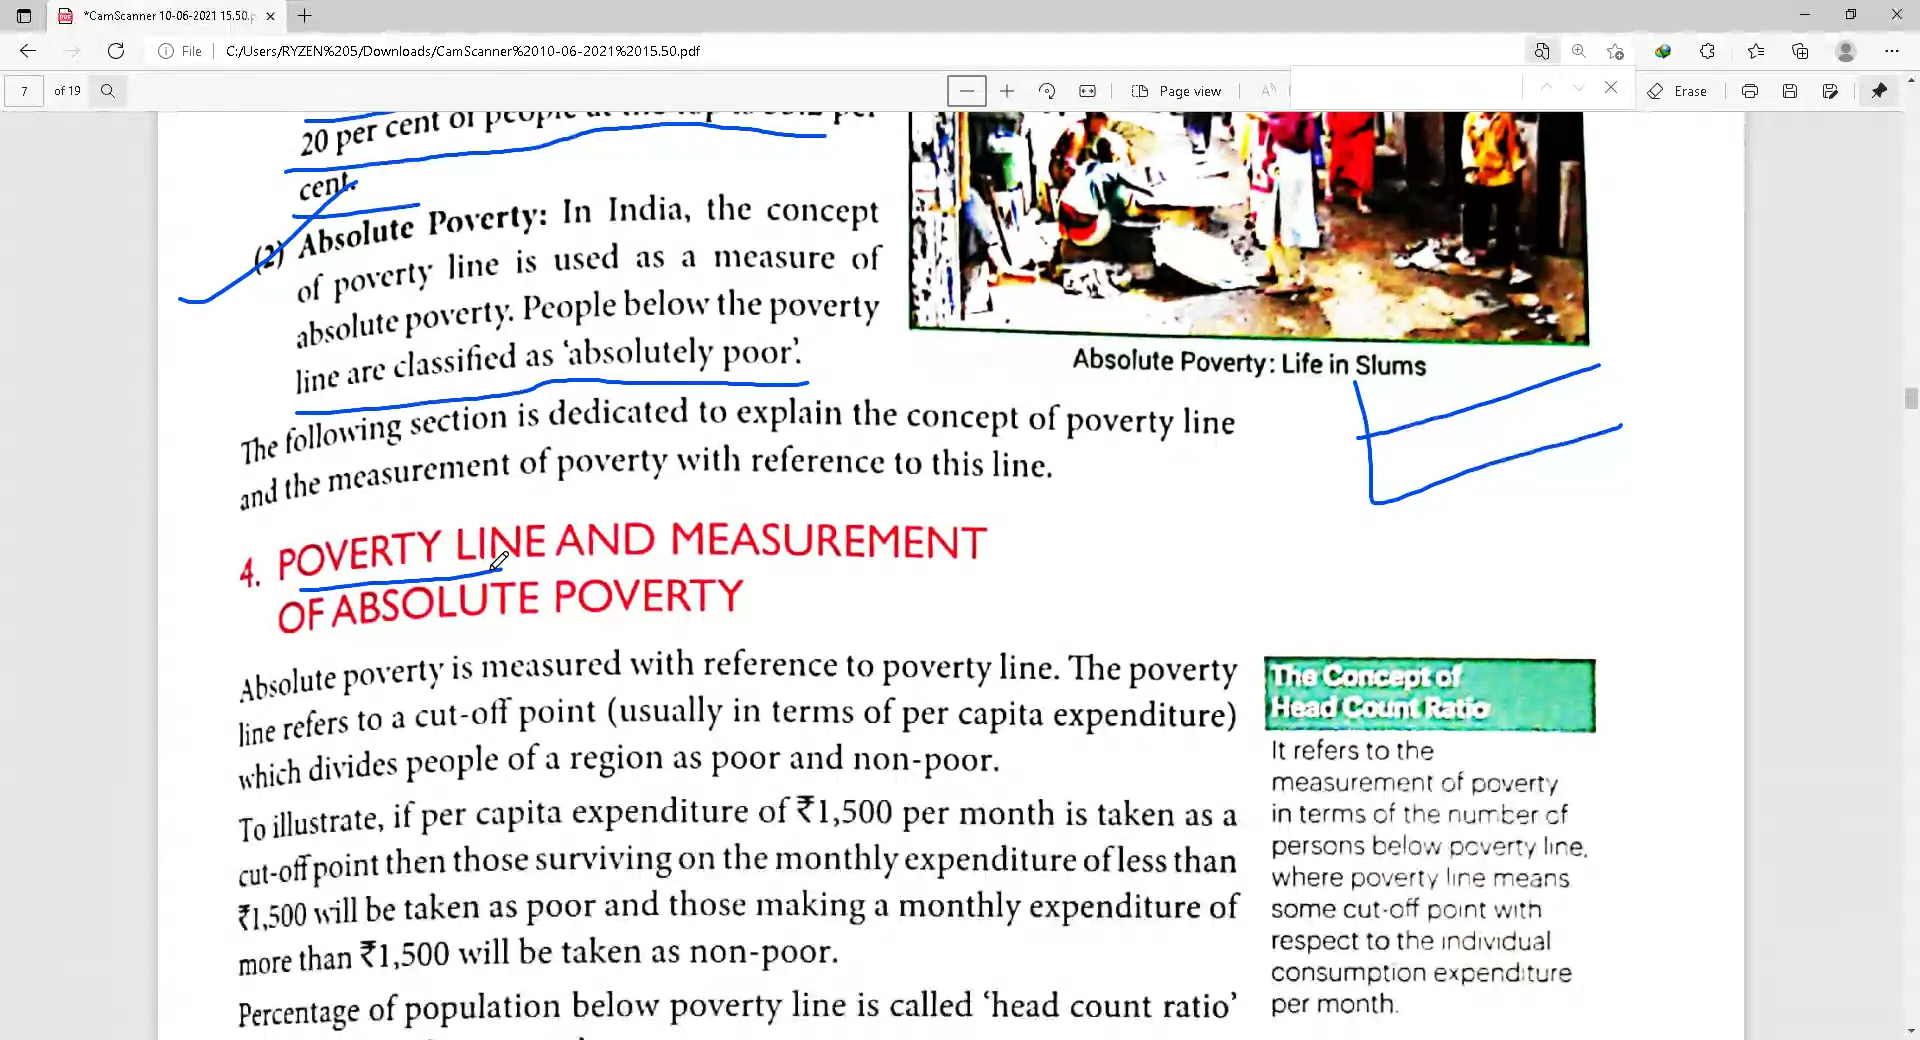 *CamScanner 10-06-2021 15.50.p
File C:/Users/RYZEN%205/Downloads/CamScanner%2010-06-2021%2015.50.pdf
7 of 19
Page view
Erase
20 per cent of people at the top is per
cent.
(2) Absolute Poverty: In India, the concept
of poverty line is used as a measure of
absolute poverty. People below the poverty
line are classified as ‘absolutely poor’.
Absolute Poverty: Life in Slums
The following section is dedicated to explain the concept of poverty line
and the measurement of poverty with reference to this line.
4. POVERTY LINE AND MEASUREMENT
OF ABSOLUTE POVERTY
Absolute poverty is measured with reference to poverty line. The poverty
line refers to a cut-off point (usually in terms of per capita expenditure)
which divides people of a region as poor and non-poor.
To illustrate, if per capita expenditure of ₹1,500 per month is taken as a
cut-off point then those surviving on the monthly expenditure of less than
₹1,500 will be taken as poor and those making a monthly expenditure of
more than ₹1,500 will be taken as non-poor.
Percentage of population below poverty line is called ‘head count ratio’
The Concept of
Head Count Ratio
It refers to the
measurement of poverty
in terms of the number of
persons below poverty line,
where poverty line means
some cut-off point with
respect to the individual
consumption expenditure
per month.